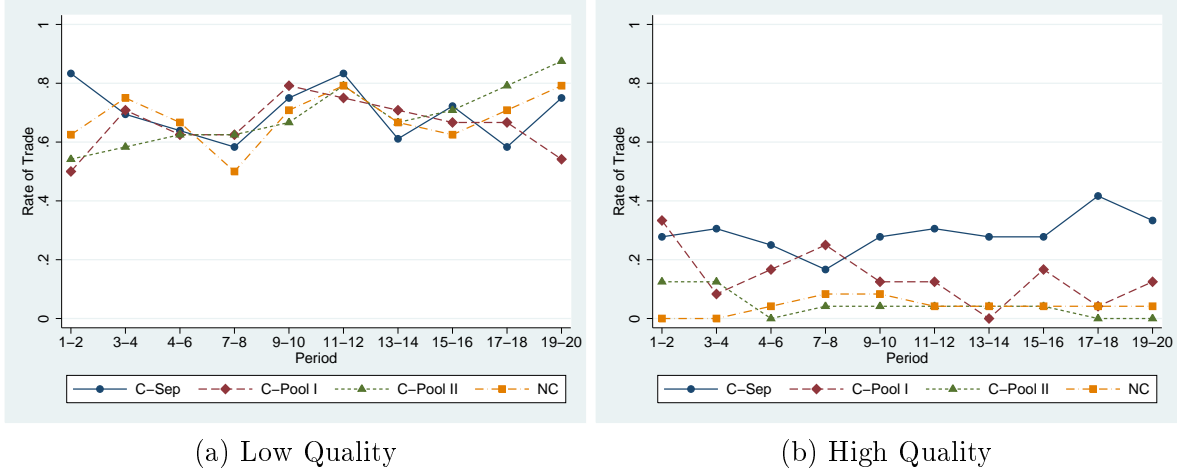 Rate of Trade
1
.8
.6
.4
.2
0
1–2 3–4 4–6 7–8 9–10 11–12 13–14 15–16 17–18 19–20
Period
C–Sep C–Pool I C–Pool II NC
(a) Low Quality
Rate of Trade
1
.8
.6
.4
.2
0
1–2 3–4 4–6 7–8 9–10 11–12 13–14 15–16 17–18 19–20
Period
C–Sep C–Pool I C–Pool II NC
(b) High Quality